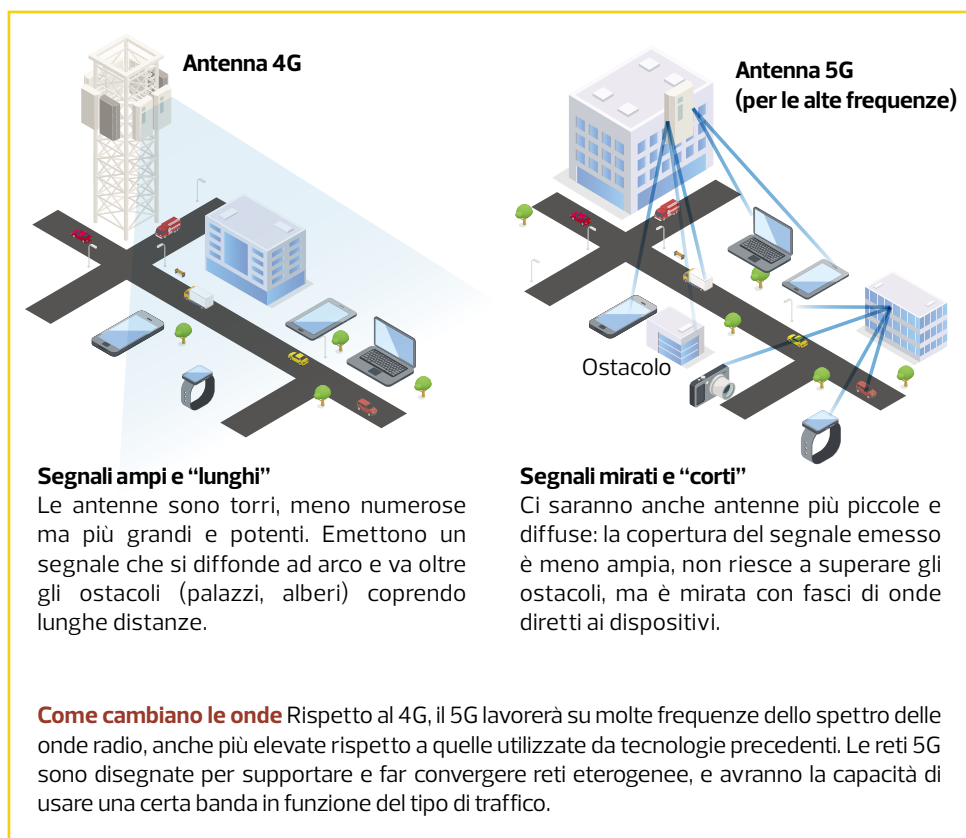 Antenna 4G
Antenna 5G
(per le alte frequenze)
Ostacolo
Segnali ampi e “lunghi”
Le antenne sono torri, meno numerose
ma più grandi e potenti. Emettono un
segnale che si diffonde ad arco e va oltre
gli ostacoli (palazzi, alberi) coprendo
lunghe distanze.
Segnali mirati e “corti”
Ci saranno anche antenne più piccole e
diffuse: la copertura del segnale emesso
è meno ampia, non riesce a superare gli
ostacoli, ma è mirata con fasci di onde
diretti ai dispositivi.
Come cambiano le onde Rispetto al 4G, il 5G lavorerà su molte frequenze dello spettro delle
onde radio, anche più elevate rispetto a quelle utilizzate da tecnologie precedenti. Le reti 5G
sono disegnate per supportare e far convergere reti eterogenee, e avranno la capacità di
usare una certa banda in funzione del tipo di traffico.